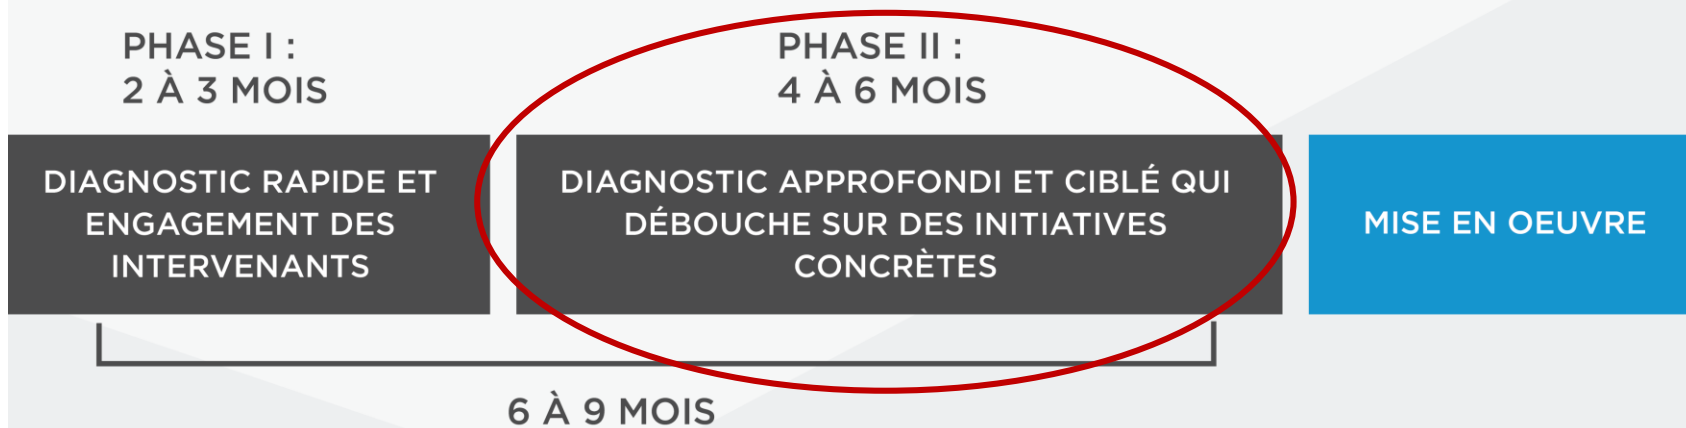 PHASE I :
2 À 3 MOIS
PHASE II :
4 À 6 MOIS
DIAGNOSTIC RAPIDE ET
ENGAGEMENT DES
INTERVENANTS
DIAGNOSTIC APPROFONDI ET CIBLÉ QUI
DÉBOUCHE SUR DES INITIATIVES
CONCRÈTES
MISE EN OEUVRE
6 À 9 MOIS